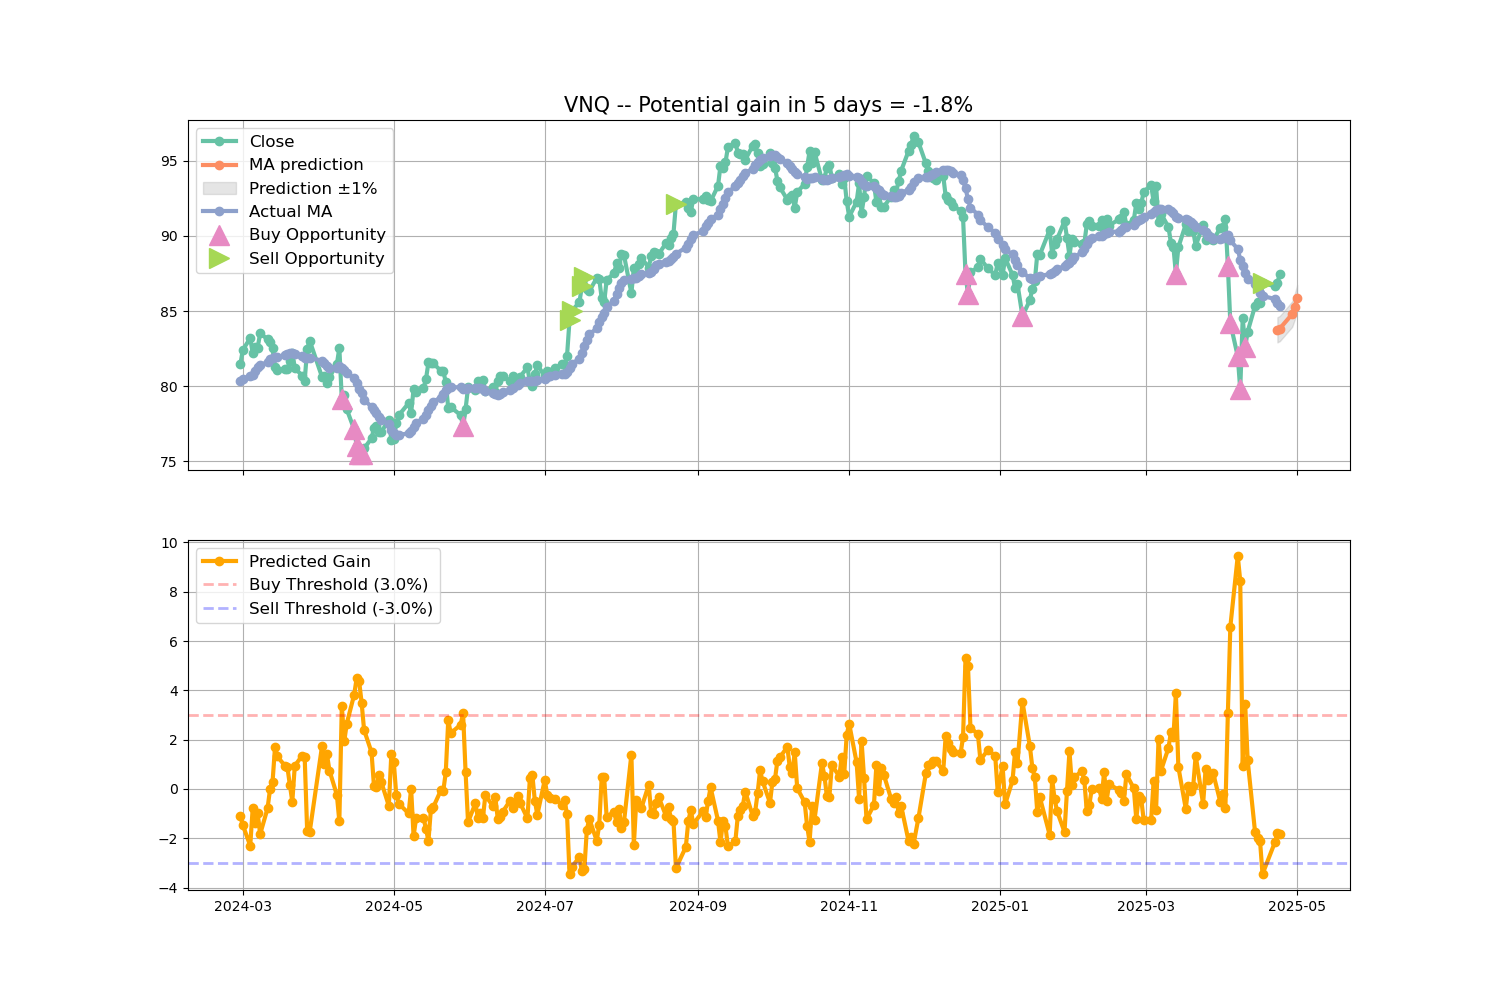 VNQ -- Potential gain in 5 days = -1.8%
Close
MA prediction
Prediction ±1%
Actual MA
Buy Opportunity
Sell Opportunity
95
90
85
80
75
Predicted Gain
Buy Threshold (3.0%)
Sell Threshold (-3.0%)
10
8
6
4
2
0
−2
−4
2024-03 2024-05 2024-07 2024-09 2024-11 2025-01 2025-03 2025-05